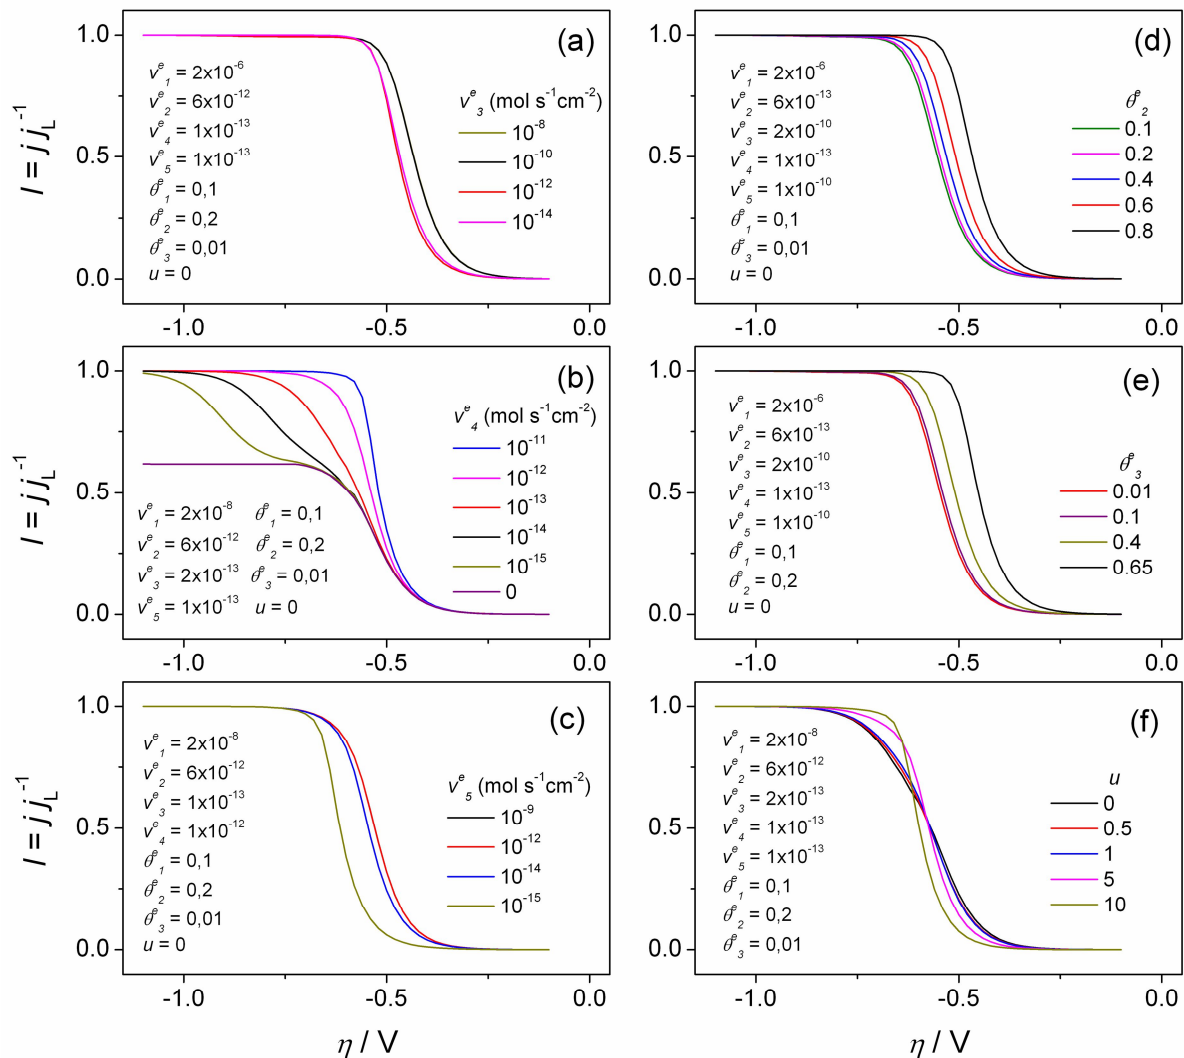 I = j j_L^-1
1.0
0.5
0.0
(a)
v^e_1 = 2x10^-6
v^e_2 = 6x10^-12
v^e_4 = 1x10^-13
v^e_5 = 1x10^-13
θ^e_1 = 0,1
θ^e_2 = 0,2
θ^e_3 = 0,01
u = 0
v^e_3 (mol s^-1cm^-2)
10^-8
10^-10
10^-12
10^-14
-1.0
-0.5
0.0
(d)
v^e_1 = 2x10^-6
v^e_2 = 6x10^-13
v^e_3 = 2x10^-10
v^e_4 = 1x10^-13
v^e_5 = 1x10^-10
θ^e_1 = 0,1
θ^e_3 = 0,01
u = 0
θ^e_2
0.1
0.2
0.4
0.6
0.8
1.0
0.5
0.0
-1.0
-0.5
0.0
I = j j_L^-1
1.0
0.5
0.0
(b)
v^e_4 (mol s^-1cm^-2)
10^-11
10^-12
10^-13
10^-14
10^-15
0
v^e_1 = 2x10^-8 θ^e_1 = 0,1
v^e_2 = 6x10^-12 θ^e_2 = 0,2
v^e_3 = 2x10^-13 θ^e_3 = 0,01
v^e_5 = 1x10^-13 u = 0
-1.0
-0.5
0.0
(e)
v^e_1 = 2x10^-6
v^e_2 = 6x10^-13
v^e_3 = 2x10^-10
v^e_4 = 1x10^-13
v^e_5 = 1x10^-10
θ^e_1 = 0,1
θ^e_2 = 0,2
u = 0
θ^e_3
0.01
0.1
0.4
0.65
1.0
0.5
0.0
-1.0
-0.5
0.0
I = j j_L^-1
1.0
0.5
0.0
(c)
v^e_1 = 2x10^-8
v^e_2 = 6x10^-12
v^e_3 = 1x10^-13
v^e_4 = 1x10^-12
θ^e_1 = 0,1
θ^e_2 = 0,2
θ^e_3 = 0,01
u = 0
v^e_5 (mol s^-1cm^-2)
10^-9
10^-12
10^-14
10^-15
-1.0
-0.5
0.0
η / V
(f)
v^e_1 = 2x10^-8
v^e_2 = 6x10^-12
v^e_3 = 2x10^-13
v^e_4 = 1x10^-13
v^e_5 = 1x10^-13
θ^e_1 = 0,1
θ^e_2 = 0,2
θ^e_3 = 0,01
u
0
0.5
1
5
10
1.0
0.5
0.0
-1.0
-0.5
0.0
η / V